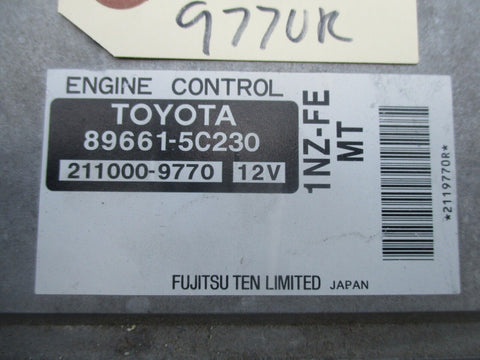 9770R
ENGINE CONTROL
TOYOTA
89661-5C230
211000-9770 12V
1NZ-FE
MT
*2119770R*
FUJITSU TEN LIMITED JAPAN